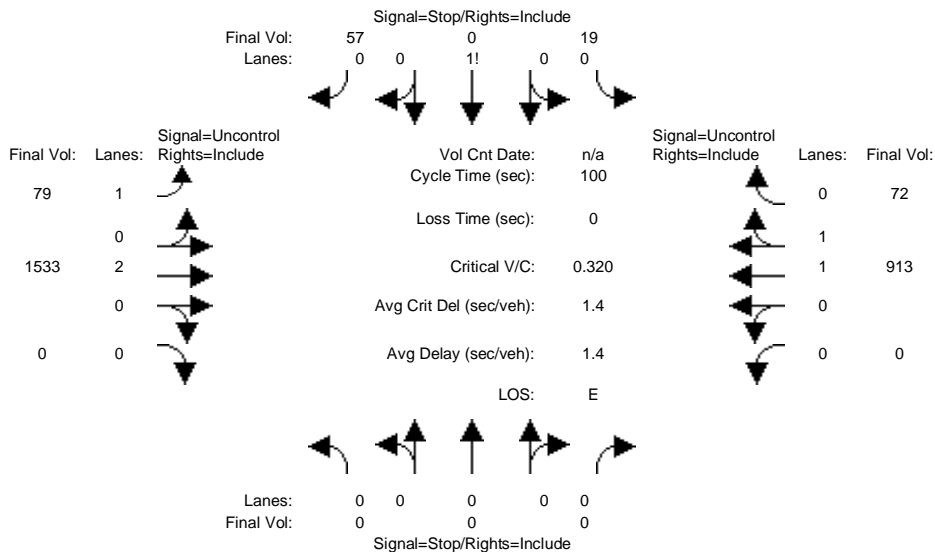 Signal=Stop/Rights=Include
Final Vol: 57 0 19
Lanes: 0 0 1! 0 0
Signal=Uncontrol
Final Vol: Lanes: Rights=Include
Vol Cnt Date: n/a
Signal=Uncontrol
Rights=Include Lanes: Final Vol:
Cycle Time (sec): 100
79 1
0 72
Loss Time (sec): 0
0
1
1533 2
Critical V/C: 0.320
1 913
0
Avg Crit Del (sec/veh): 1.4
0
0 0
Avg Delay (sec/veh): 1.4
0 0
LOS: E
Lanes: 0 0 0 0 0
Final Vol: 0 0 0
Signal=Stop/Rights=Include